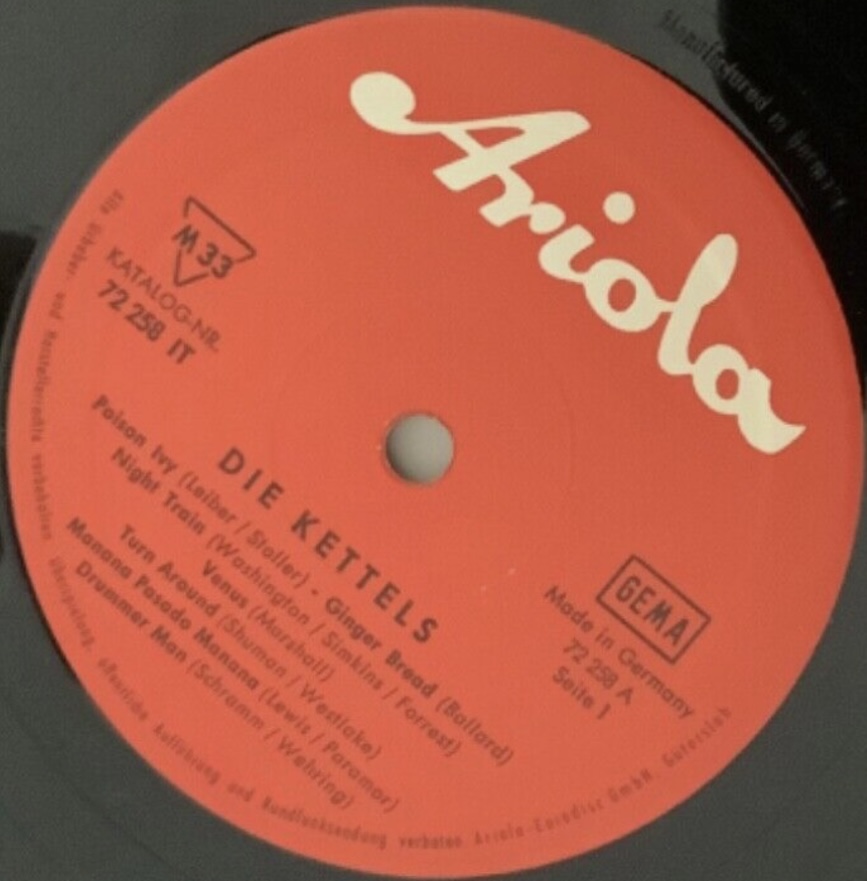 Ariola
M 33
KATALOG-NR.
72 258 IT
DIE KETTELS
Poison Ivy (Leiber / Stoller) - Ginger Bread (Ballard)
Night Train (Washington / Simkins / Forrest)
Venus (Marshall)
Turn Around (Shuman / Westlake)
Manana Pasado Manana (Lewis / Paramor)
Drummer Man (Schramm / Wehring)
GEMA
Made in Germany
72 258 A
Seite 1
Alle Urheber- und Herstellerrechte vorbehalten überspielung, öffentliche Aufführung und Rundfunksendung verboten. Ariola-Eurodisc GmbH, Gütersloh
Manufactured in Germany